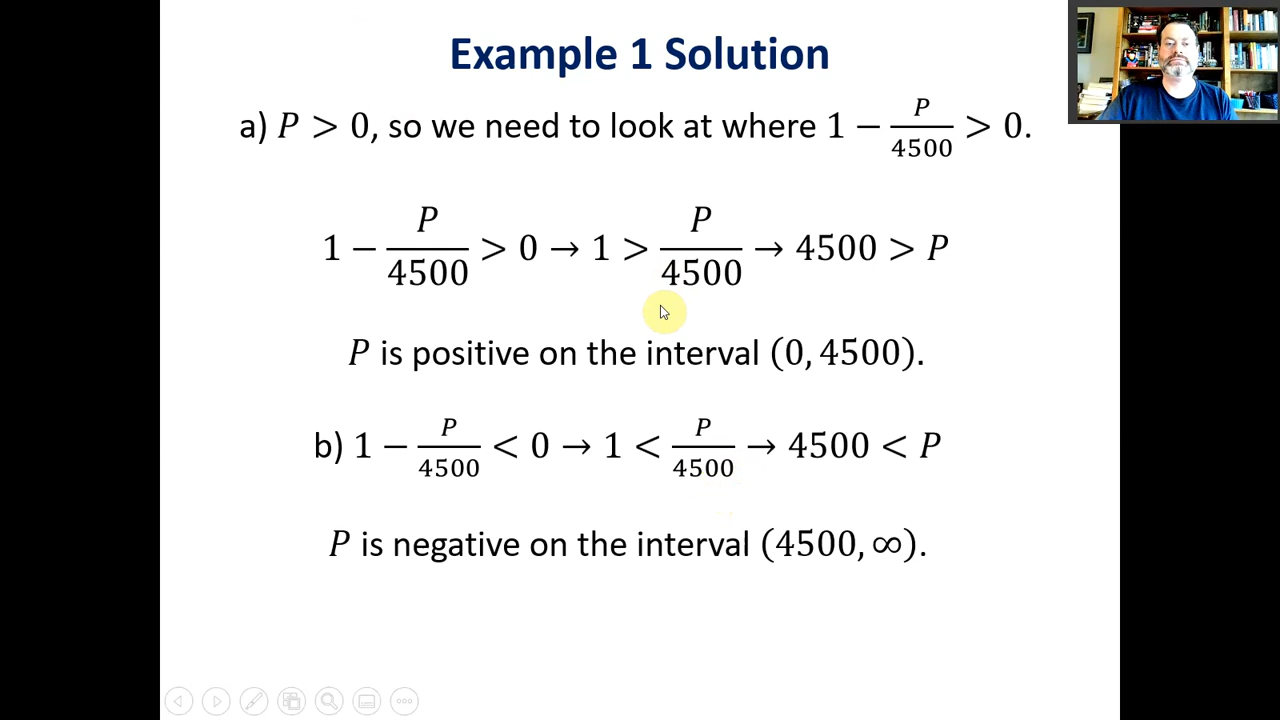 Example 1 Solution
a) P > 0, so we need to look at where 1 − P/4500 > 0.
1 − P/4500 > 0 → 1 > P/4500 → 4500 > P
P is positive on the interval (0, 4500).
b) 1 − P/4500 < 0 → 1 < P/4500 → 4500 < P
P is negative on the interval (4500, ∞).